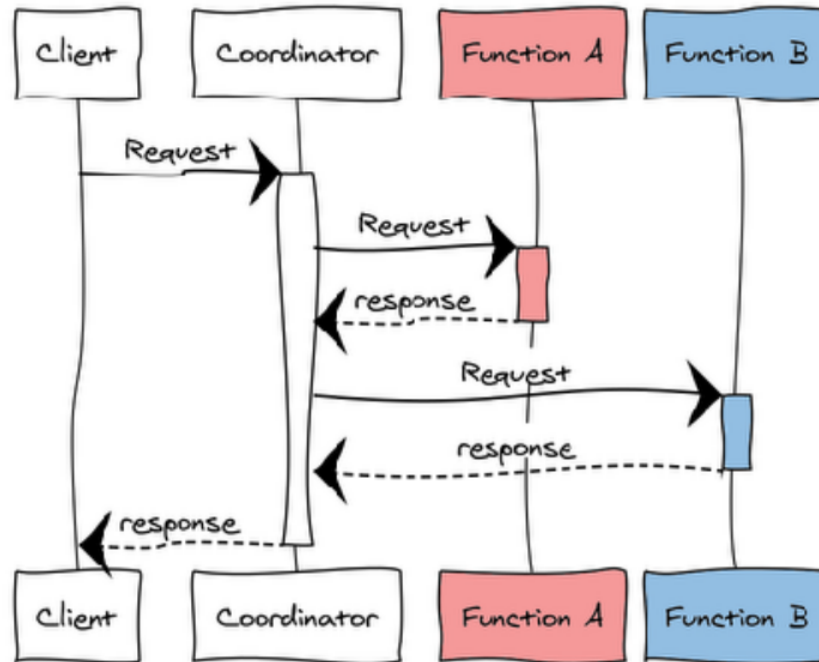 Client
Coordinator
Function A
Function B
Request
Request
response
Request
response
response
Client
Coordinator
Function A
Function B